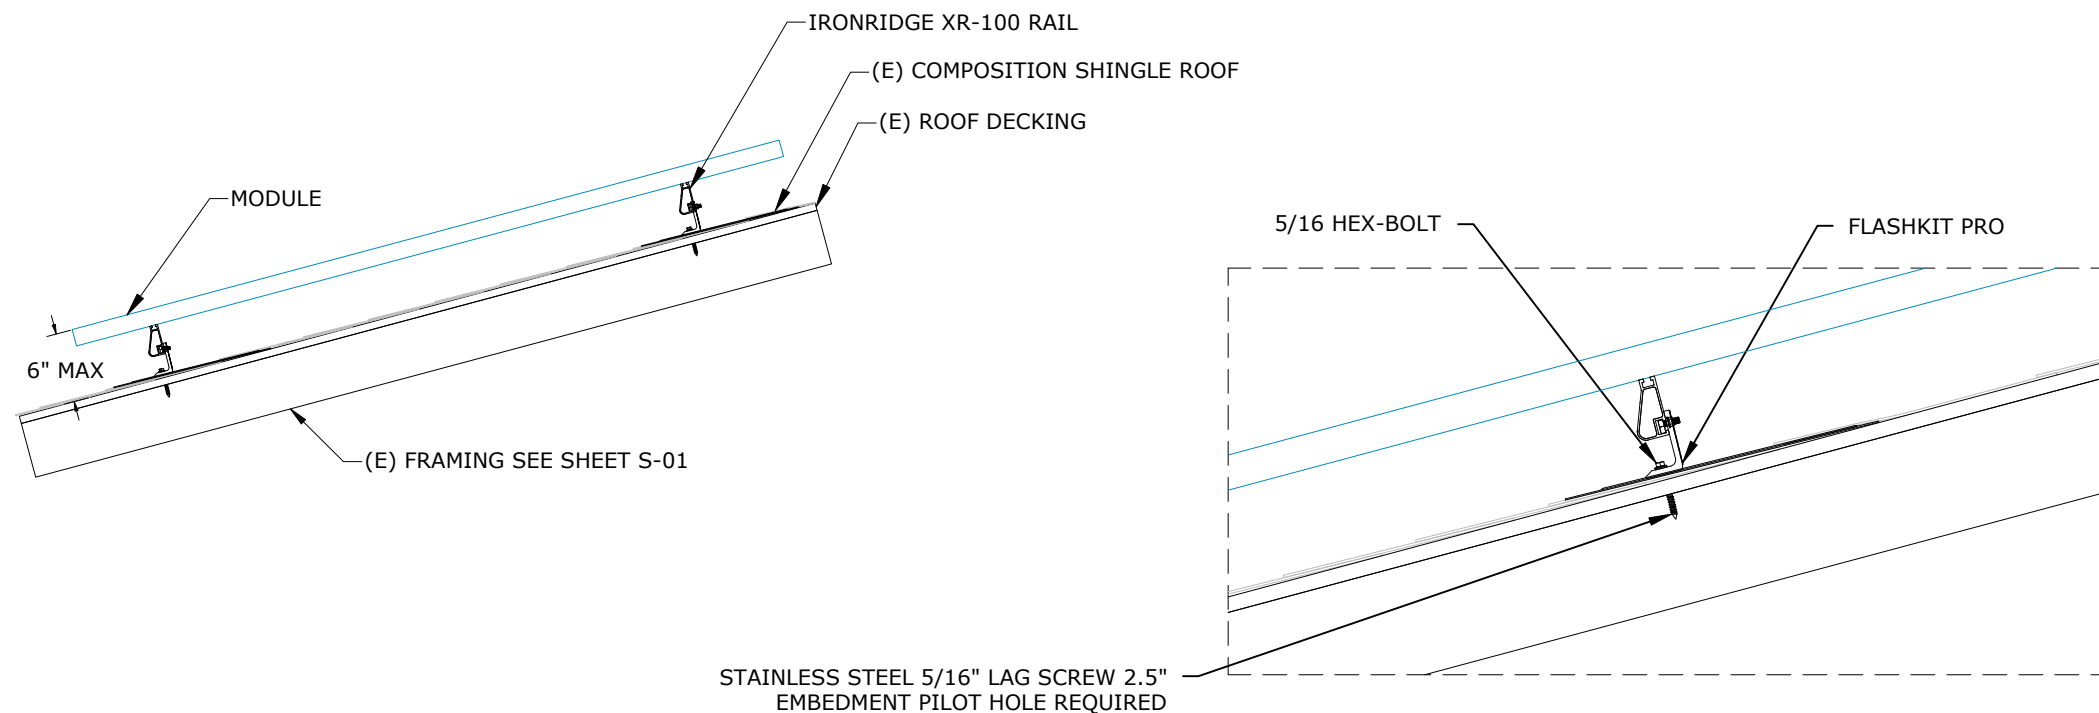 IRONRIDGE XR-100 RAIL
(E) COMPOSITION SHINGLE ROOF
(E) ROOF DECKING
MODULE
6" MAX
(E) FRAMING SEE SHEET S-01
5/16 HEX-BOLT
FLASHKIT PRO
STAINLESS STEEL 5/16" LAG SCREW 2.5"
EMBEDMENT PILOT HOLE REQUIRED